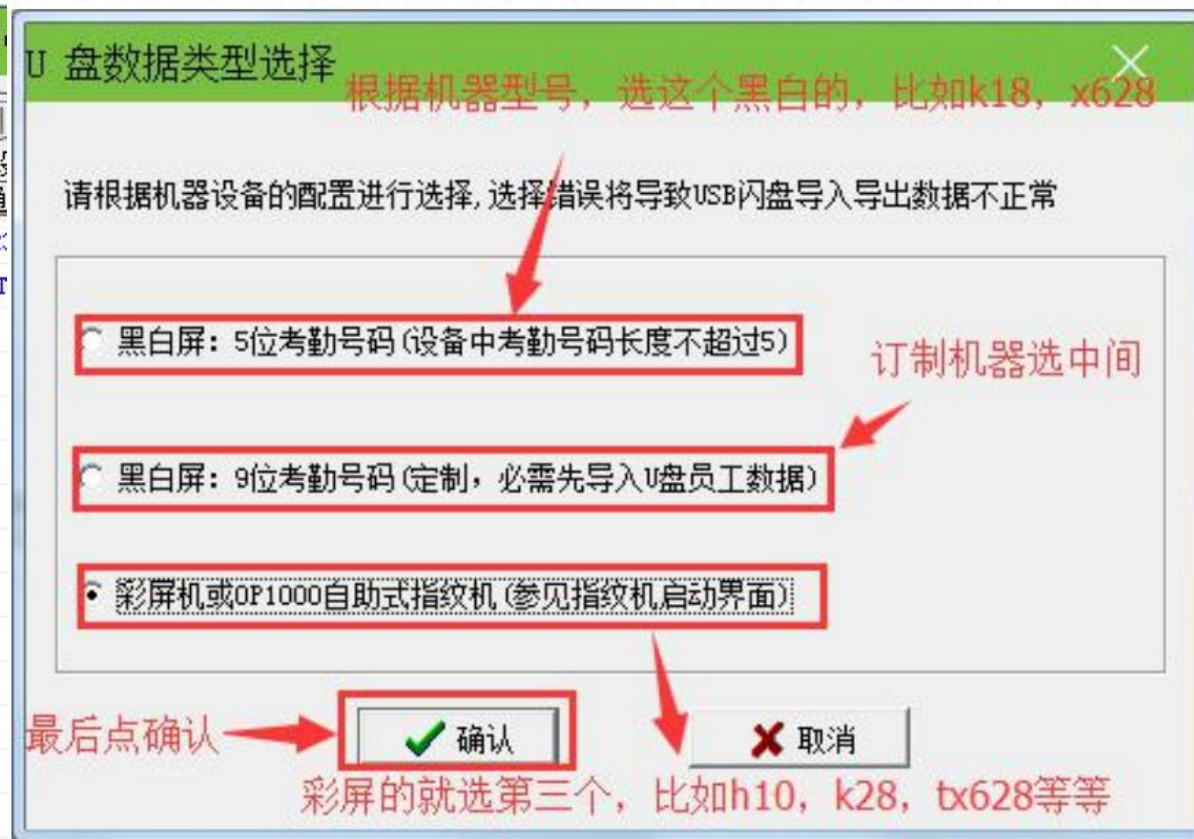 U 盘数据类型选择
根据机器型号，选这个黑白的，比如k18，x628
请根据机器设备的配置进行选择,选择错误将导致USB闪盘导入导出数据不正常
黑白屏: 5位考勤号码(设备中考勤号码长度不超过5)
订制机器选中间
黑白屏: 9位考勤号码(定制，必需先导入U盘员工数据)
彩屏机或OP1000自助式指纹机(参见指纹机启动界面)
最后点确认
确认
取消
彩屏的就选第三个，比如h10，k28，tx628等等